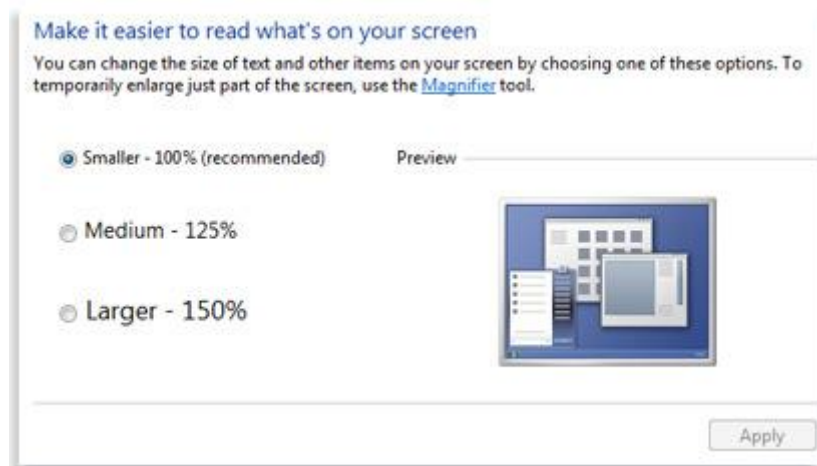 Make it easier to read what's on your screen
You can change the size of text and other items on your screen by choosing one of these options. To
temporarily enlarge just part of the screen, use the Magnifier tool.
Smaller - 100% (recommended)
Preview
Medium - 125%
Larger - 150%
Apply